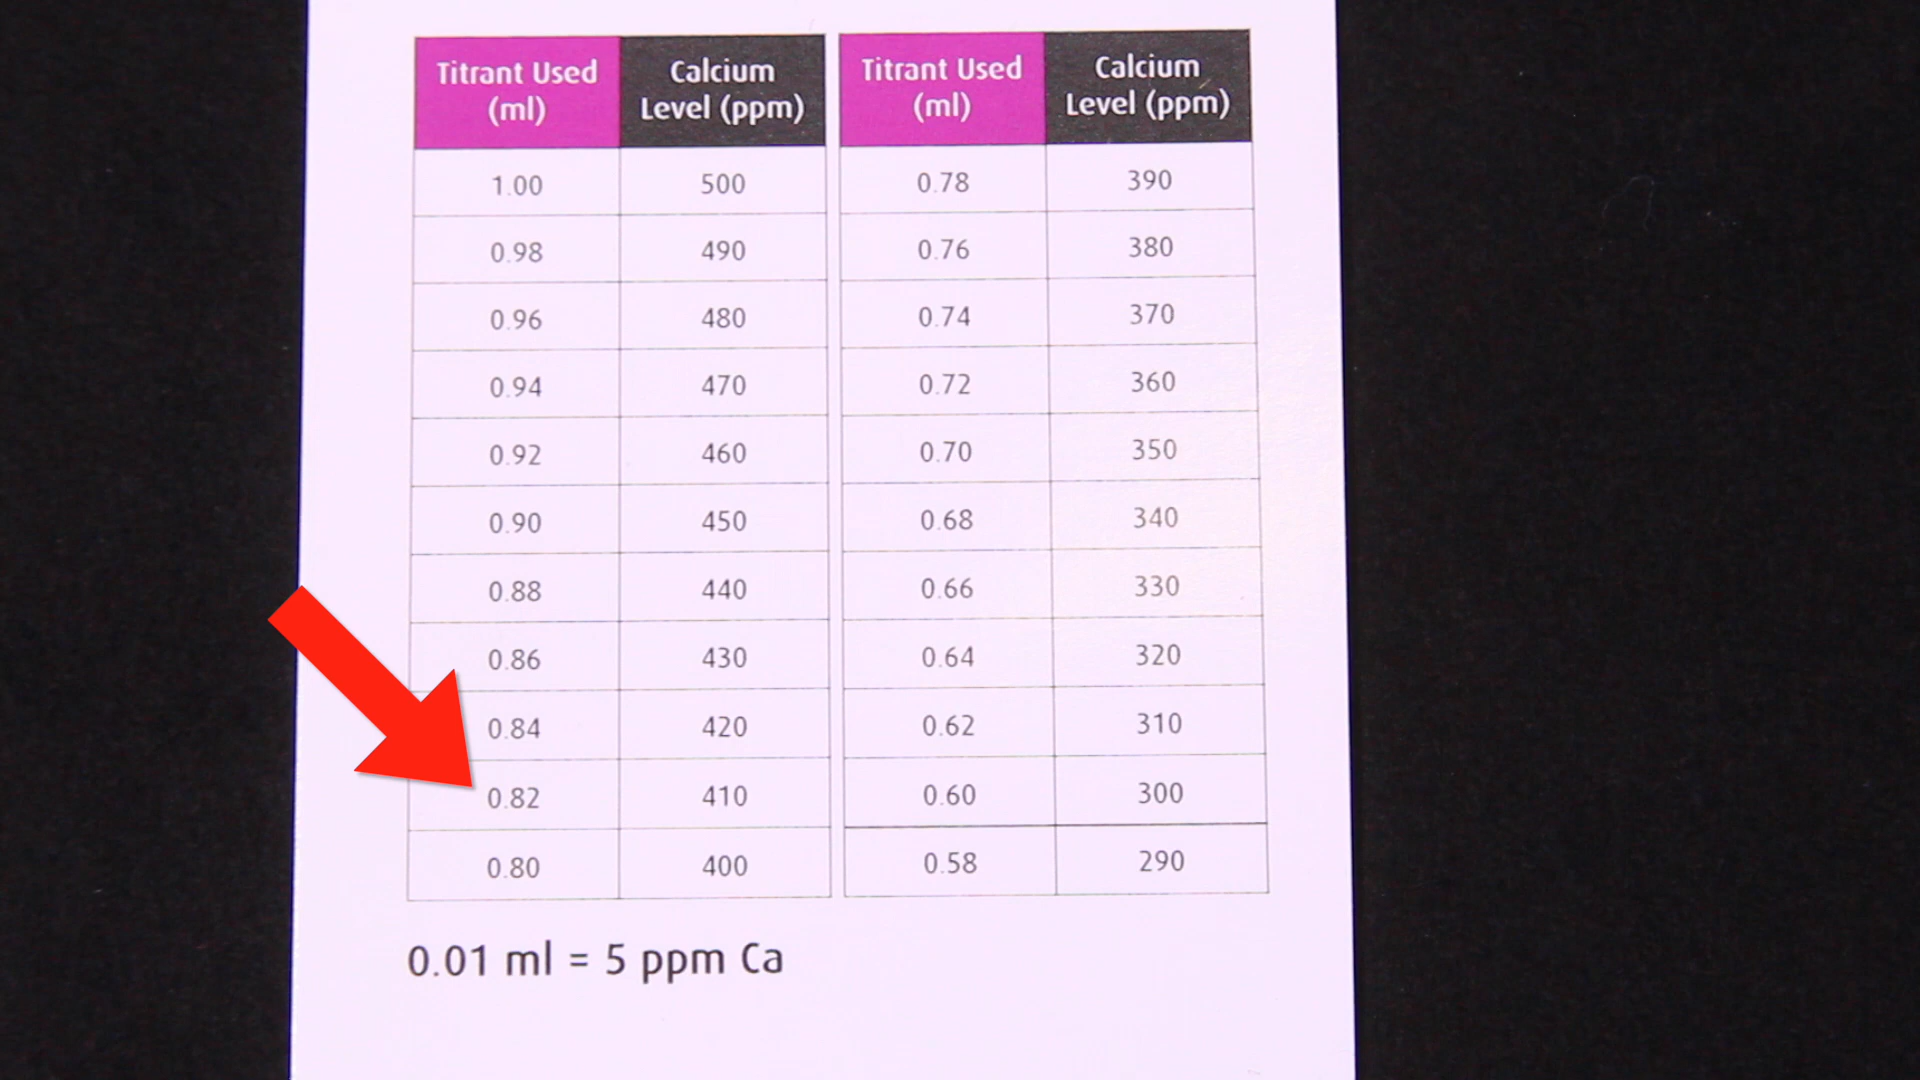 Titrant Used (ml) Calcium Level (ppm) Titrant Used (ml) Calcium Level (ppm)
1.00 500 0.78 390
0.98 490 0.76 380
0.96 480 0.74 370
0.94 470 0.72 360
0.92 460 0.70 350
0.90 450 0.68 340
0.88 440 0.66 330
0.86 430 0.64 320
0.84 420 0.62 310
0.82 410 0.60 300
0.80 400 0.58 290
0.01 ml = 5 ppm Ca